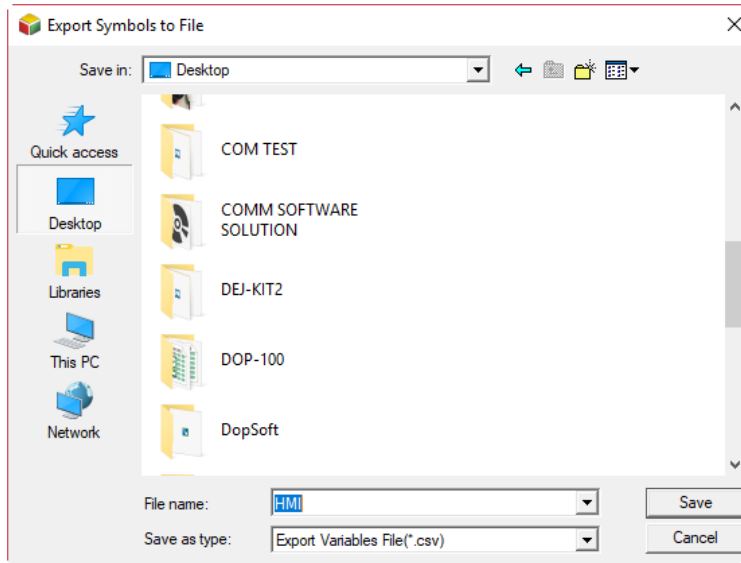 Export Symbols to File
Save in: Desktop
Quick access
Desktop
Libraries
This PC
Network
COM TEST
COMM SOFTWARE
SOLUTION
DEJ-KIT2
DOP-100
DopSoft
File name: HMI Save
Save as type: Export Variables File(*.csv) Cancel